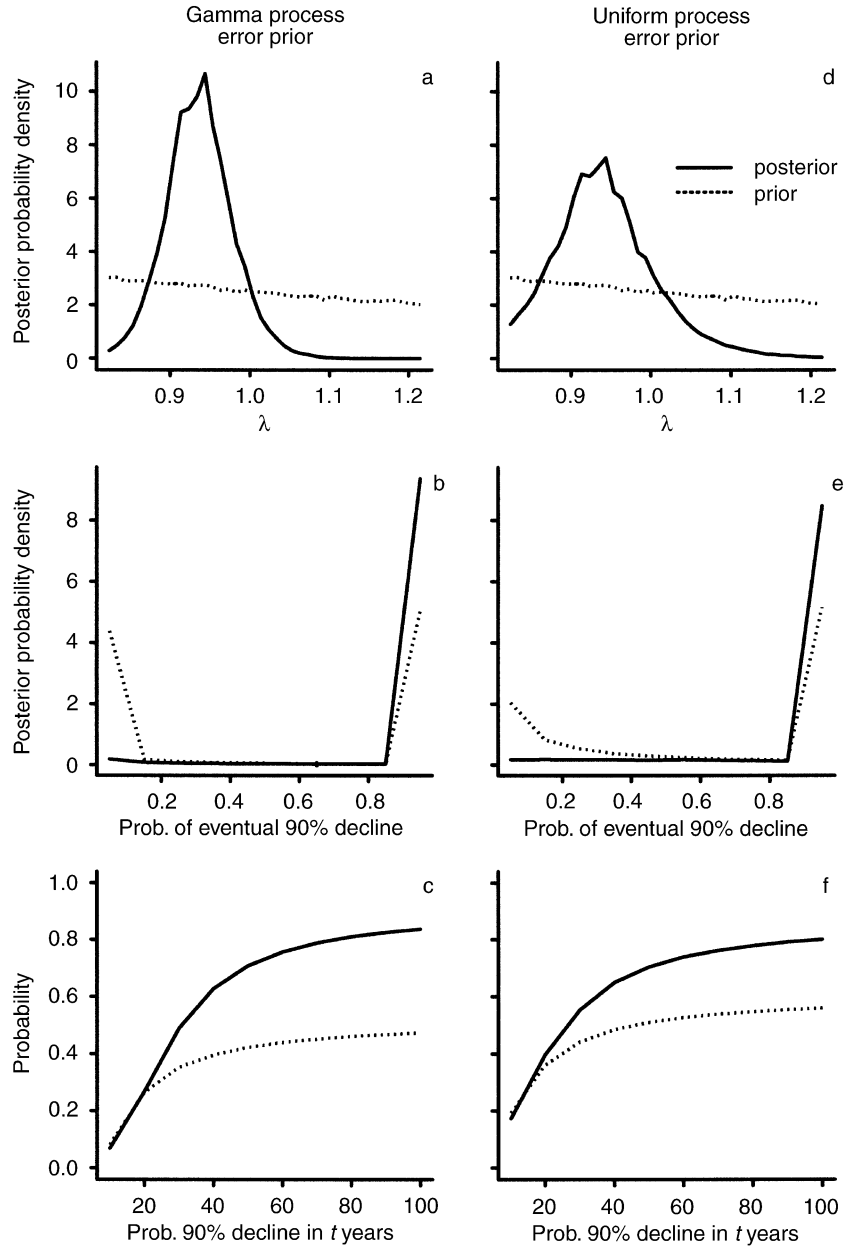 Gamma process
error prior
Uniform process
error prior
a
Posterior probability density
10
8
6
4
2
0
0.9 1.0 1.1 1.2
λ
d
posterior
prior
0.9 1.0 1.1 1.2
λ
b
Posterior probability density
8
6
4
2
0
0.2 0.4 0.6 0.8
Prob. of eventual 90% decline
e
0.2 0.4 0.6 0.8
Prob. of eventual 90% decline
c
Probability
1.0
0.8
0.6
0.4
0.2
0.0
20 40 60 80 100
Prob. 90% decline in t years
f
20 40 60 80 100
Prob. 90% decline in t years